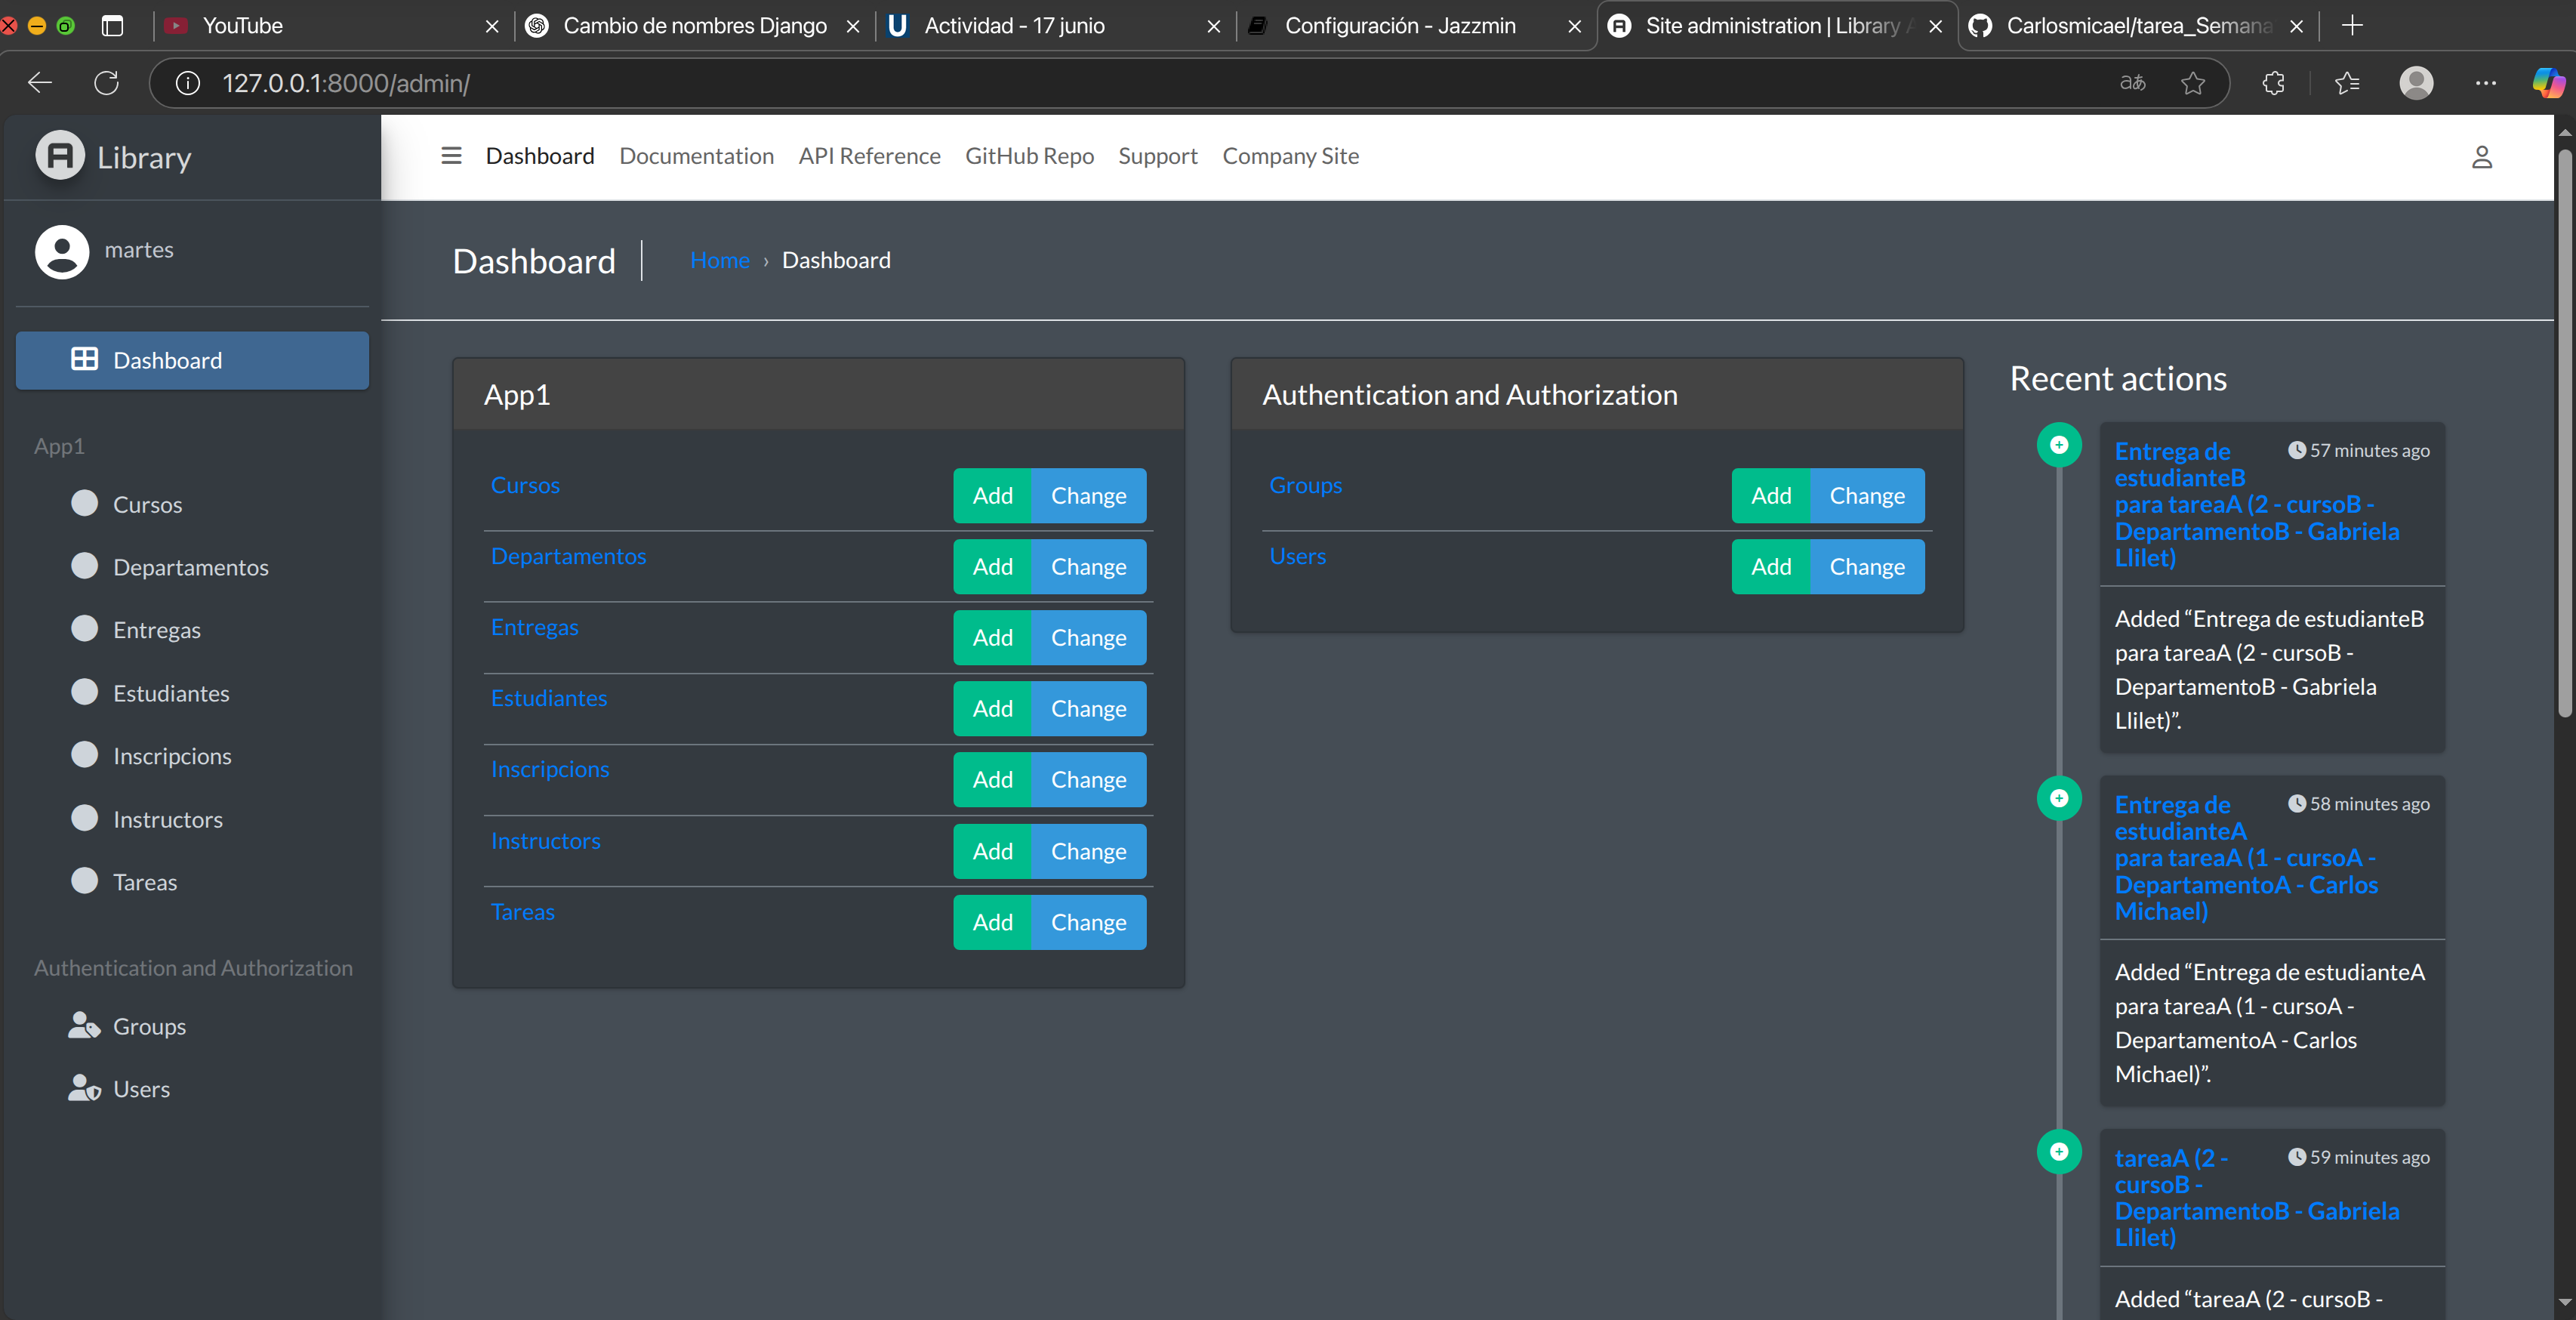 YouTube
Cambio de nombres Django
Actividad - 17 junio
Configuración - Jazzmin
Site administration | Library A
Carlosmicael/tarea_Semana
127.0.0.1:8000/admin/
aあ
Library
Dashboard
Documentation
API Reference
GitHub Repo
Support
Company Site
martes
Dashboard
App1
Cursos
Departamentos
Entregas
Estudiantes
Inscripcions
Instructors
Tareas
Authentication and Authorization
Groups
Users
Dashboard
Home › Dashboard
App1
Cursos Add Change
Departamentos Add Change
Entregas Add Change
Estudiantes Add Change
Inscripcions Add Change
Instructors Add Change
Tareas Add Change
Authentication and Authorization
Groups Add Change
Users Add Change
Recent actions
57 minutes ago
Entrega de
estudianteB
para tareaA (2 - cursoB -
DepartamentoB - Gabriela
Llilet)
Added “Entrega de estudianteB
para tareaA (2 - cursoB -
DepartamentoB - Gabriela
Llilet)”.
58 minutes ago
Entrega de
estudianteA
para tareaA (1 - cursoA -
DepartamentoA - Carlos
Michael)
Added “Entrega de estudianteA
para tareaA (1 - cursoA -
DepartamentoA - Carlos
Michael)”.
59 minutes ago
tareaA (2 -
cursoB -
DepartamentoB - Gabriela
Llilet)
Added “tareaA (2 - cursoB -